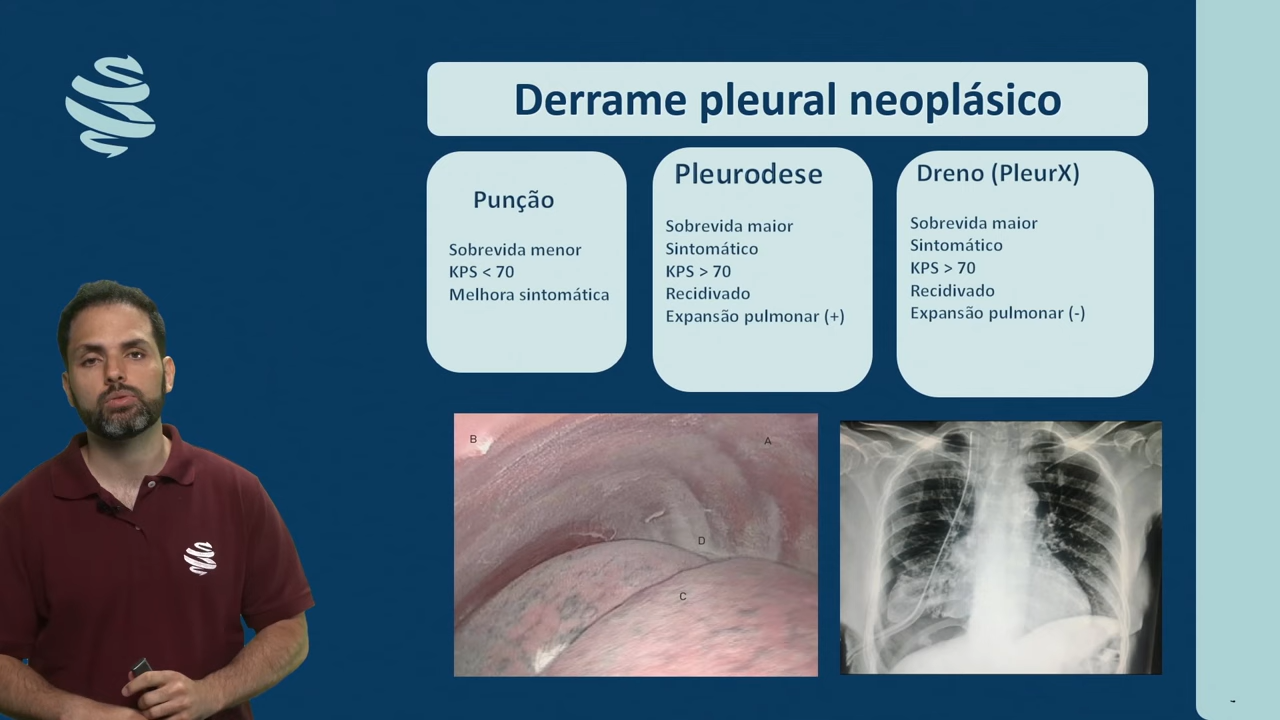 Derrame pleural neoplásico
Punção
Sobrevida menor
KPS < 70
Melhora sintomática
Pleurodese
Sobrevida maior
Sintomático
KPS > 70
Recidivado
Expansão pulmonar (+)
Dreno (PleurX)
Sobrevida maior
Sintomático
KPS > 70
Recidivado
Expansão pulmonar (-)
B
A
D
C